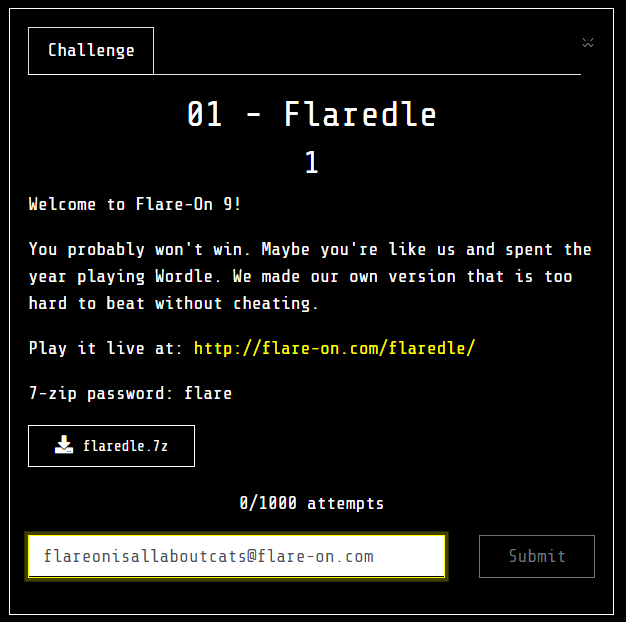 Challenge
01 - Flaredle
1
Welcome to Flare-On 9!
You probably won't win. Maybe you're like us and spent the
year playing Wordle. We made our own version that is too
hard to beat without cheating.
Play it live at: http://flare-on.com/flaredle/
7-zip password: flare
flaredle.7z
0/1000 attempts
flareonisallaboutcats@flare-on.com
Submit